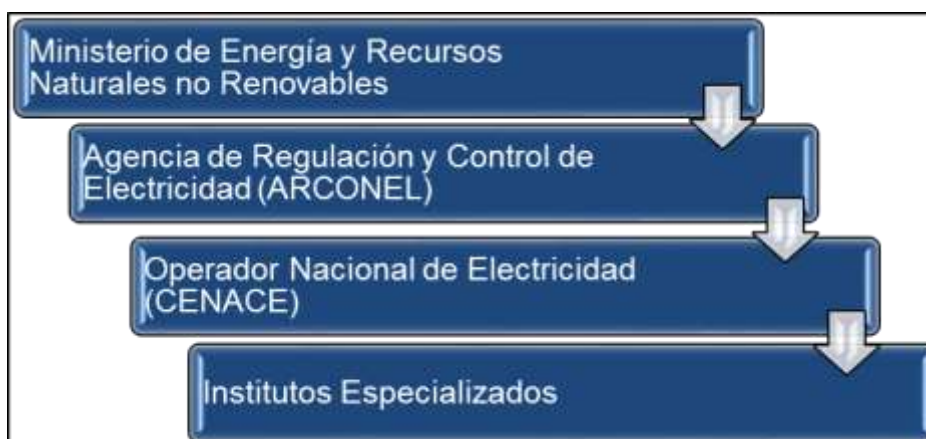 Ministerio de Energía y Recursos
Naturales no Renovables
Agencia de Regulación y Control de
Electricidad (ARCONEL)
Operador Nacional de Electricidad
(CENACE)
Institutos Especializados